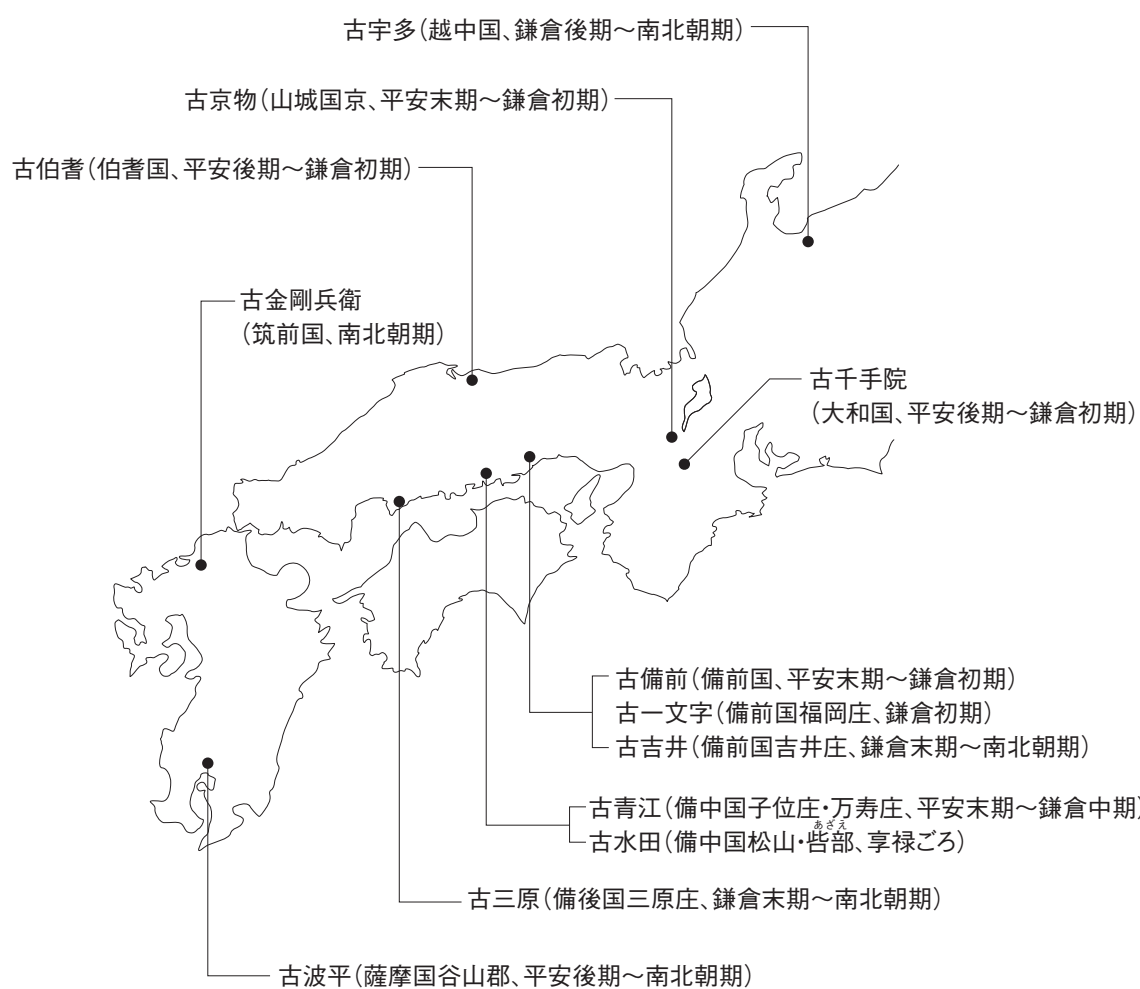 古宇多（越中国、鎌倉後期～南北朝期）
古京物（山城国京、平安末期～鎌倉初期）
古伯耆（伯耆国、平安後期～鎌倉初期）
古金剛兵衛
（筑前国、南北朝期）
古千手院
（大和国、平安後期～鎌倉初期）
古備前（備前国、平安末期～鎌倉初期）
古一文字（備前国福岡庄、鎌倉初期）
古吉井（備前国吉井庄、鎌倉末期～南北朝期）
古青江（備中国子位庄・万寿庄、平安末期～鎌倉中期）
あざえ
古水田（備中国松山・呰部、享禄ごろ）
古三原（備後国三原庄、鎌倉末期～南北朝期）
古波平（薩摩国谷山郡、平安後期～南北朝期）